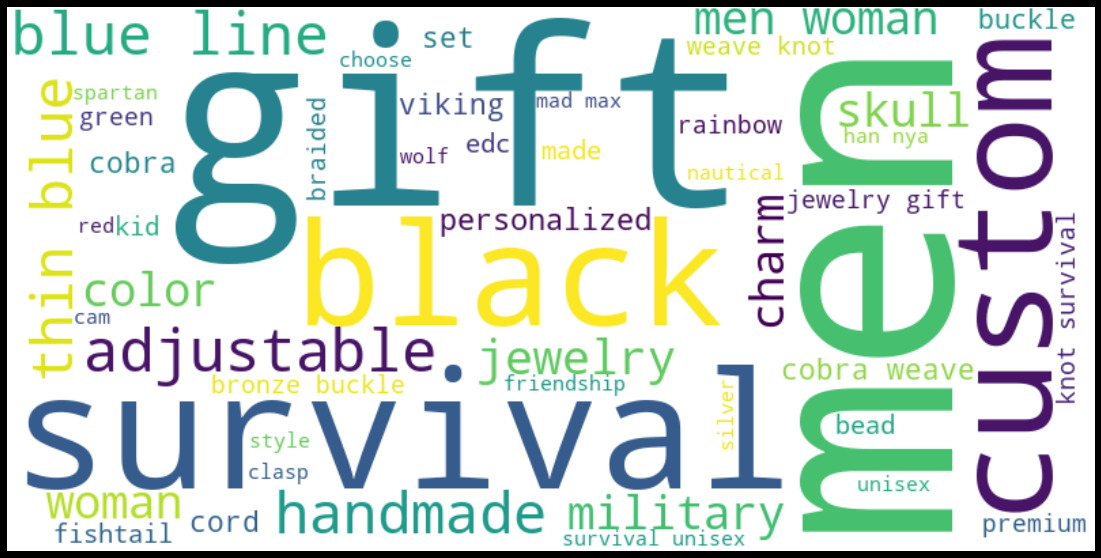 blue line
set
men woman
buckle
choose
weave knot
gift
spartan
green
viking
mad max
skull
rainbow
han nya
braided
edc
made
cobra
wolf
nautical
thin blue
men
custom
red
kid
personalized
jewelry gift
black
charm
color
cam
knot survival
adjustable
jewelry
cobra weave
bronze buckle
friendship
survival
silver
bead
style
clasp
unisex
woman
handmade
military
fishtail
cord
survival unisex
premium